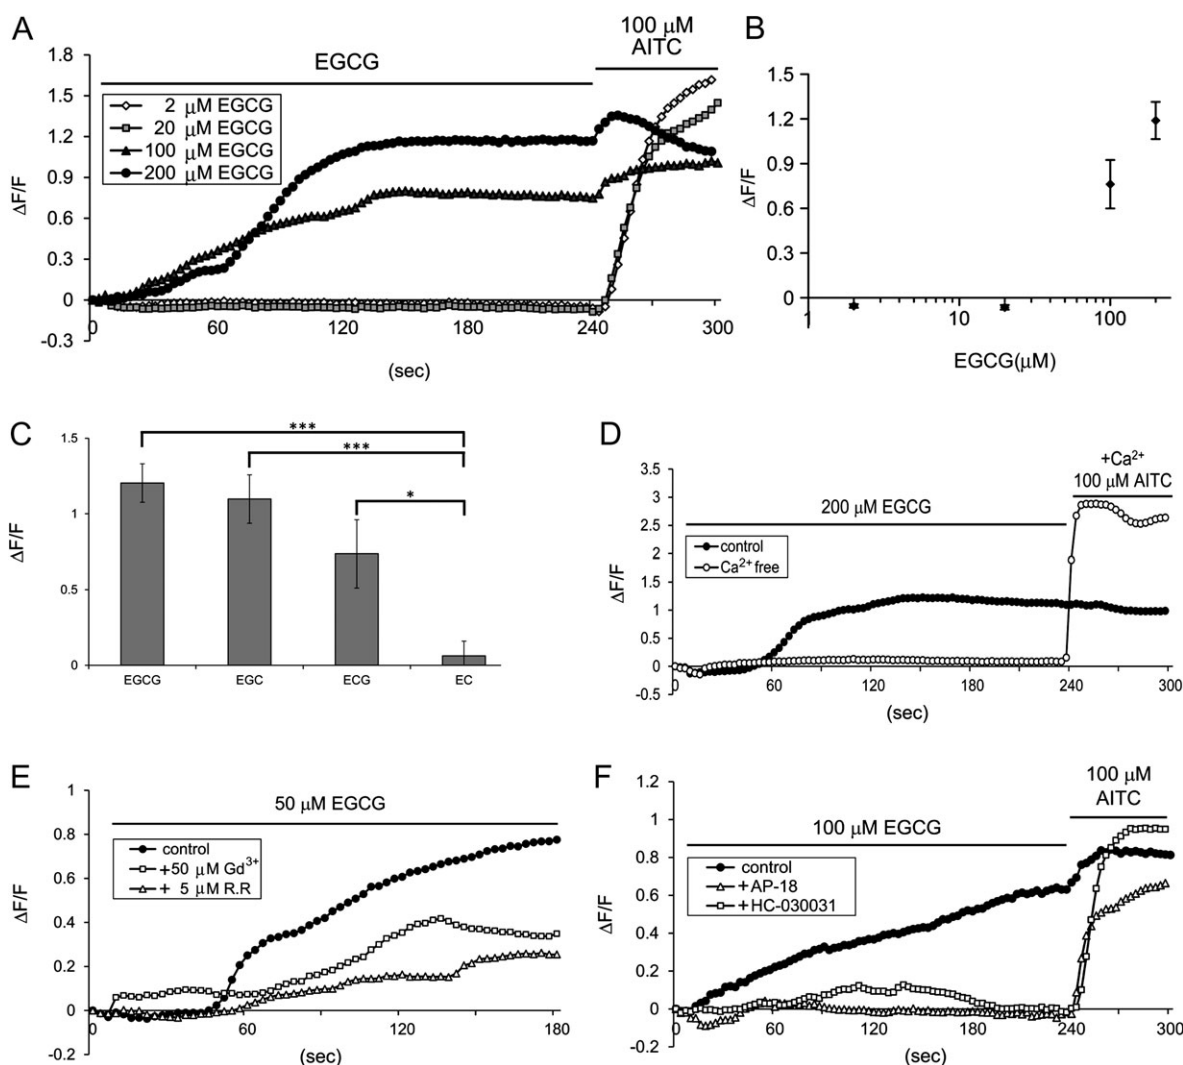 A
100 µM
AITC
EGCG
1.8
1.5
1.2
0.9
0.6
0.3
0
-0.3
ΔF/F
2 µM EGCG
20 µM EGCG
100 µM EGCG
200 µM EGCG
0 60 120 180 240 300
(sec)
B
1.5
1.2
0.9
0.6
0.3
0
ΔF/F
1 10 100
EGCG(µM)
C
***
***
*
1.5
1
0.5
0
ΔF/F
EGCG EGC ECG EC
D
+Ca²⁺
100 µM AITC
200 µM EGCG
3.5
3
2.5
2
1.5
1
0.5
0
-0.5
ΔF/F
control
Ca²⁺ free
0 60 120 180 240 300
(sec)
E
50 µM EGCG
1
0.8
0.6
0.4
0.2
0
-0.2
ΔF/F
control
+50 µM Gd³⁺
+ 5 µM R.R
0 60 120 180
(sec)
F
100 µM
AITC
100 µM EGCG
1.2
1
0.8
0.6
0.4
0.2
0
-0.2
ΔF/F
control
+AP-18
+HC-030031
0 60 120 180 240 300
(sec)